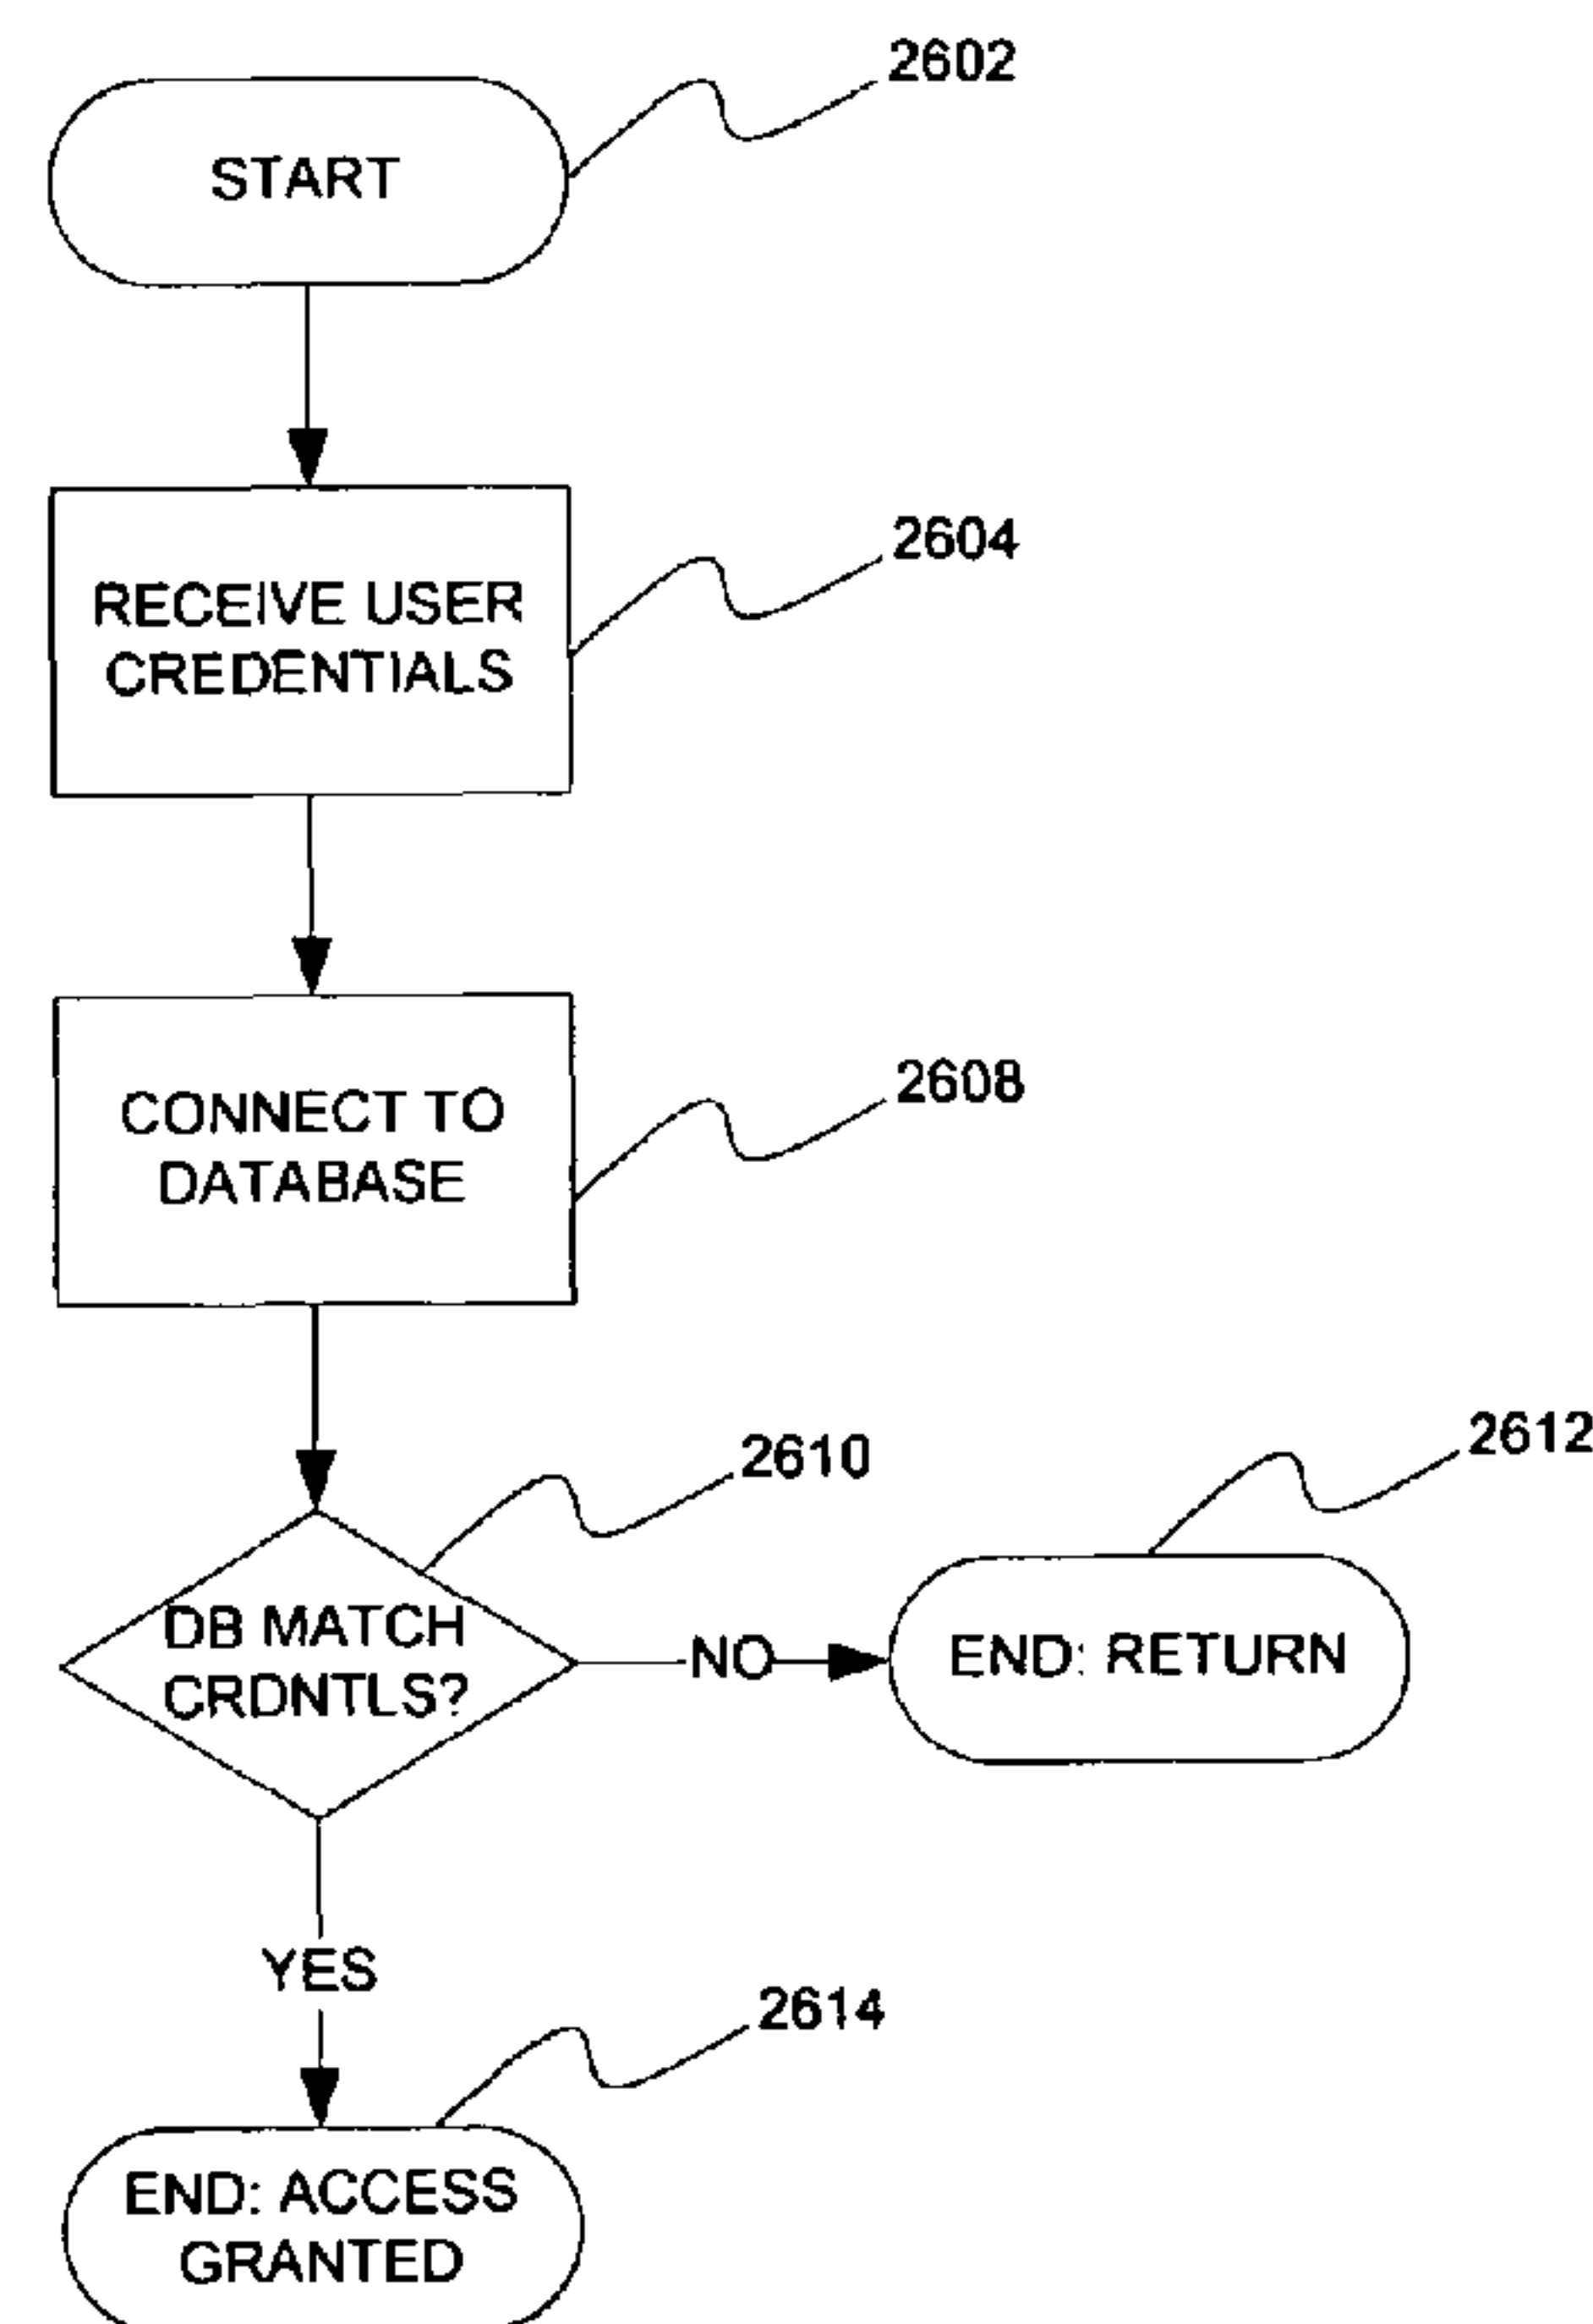 2602
START
2604
RECEIVE USER
CREDENTIALS
2608
CONNECT TO
DATABASE
2610
2612
DB MATCH
CRDNTLS?
NO
END: RETURN
YES
2614
END: ACCESS
GRANTED